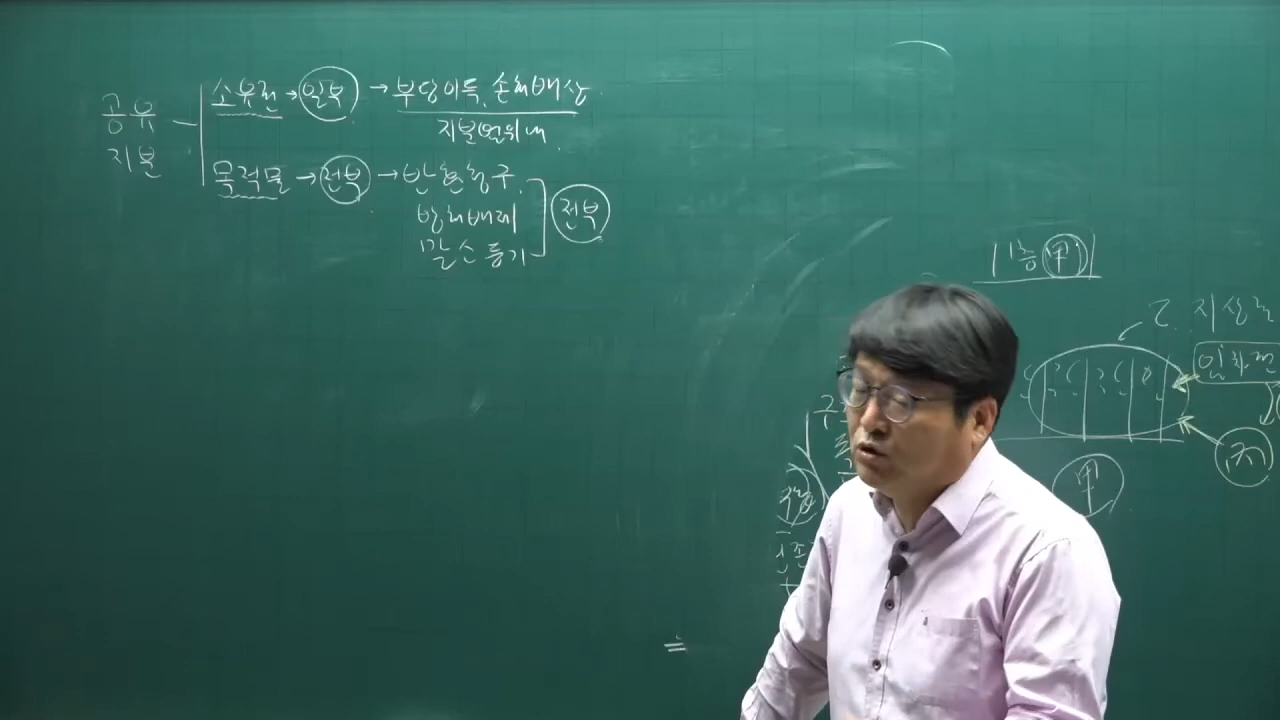 공유 지분
소유권 → 일부 → 부당이득, 손해배상
지분범위내
목적물 → 전부 → 반환청구
방해배제
말소등기
전부
1층 甲
乙 지상권
임차권
甲
丙